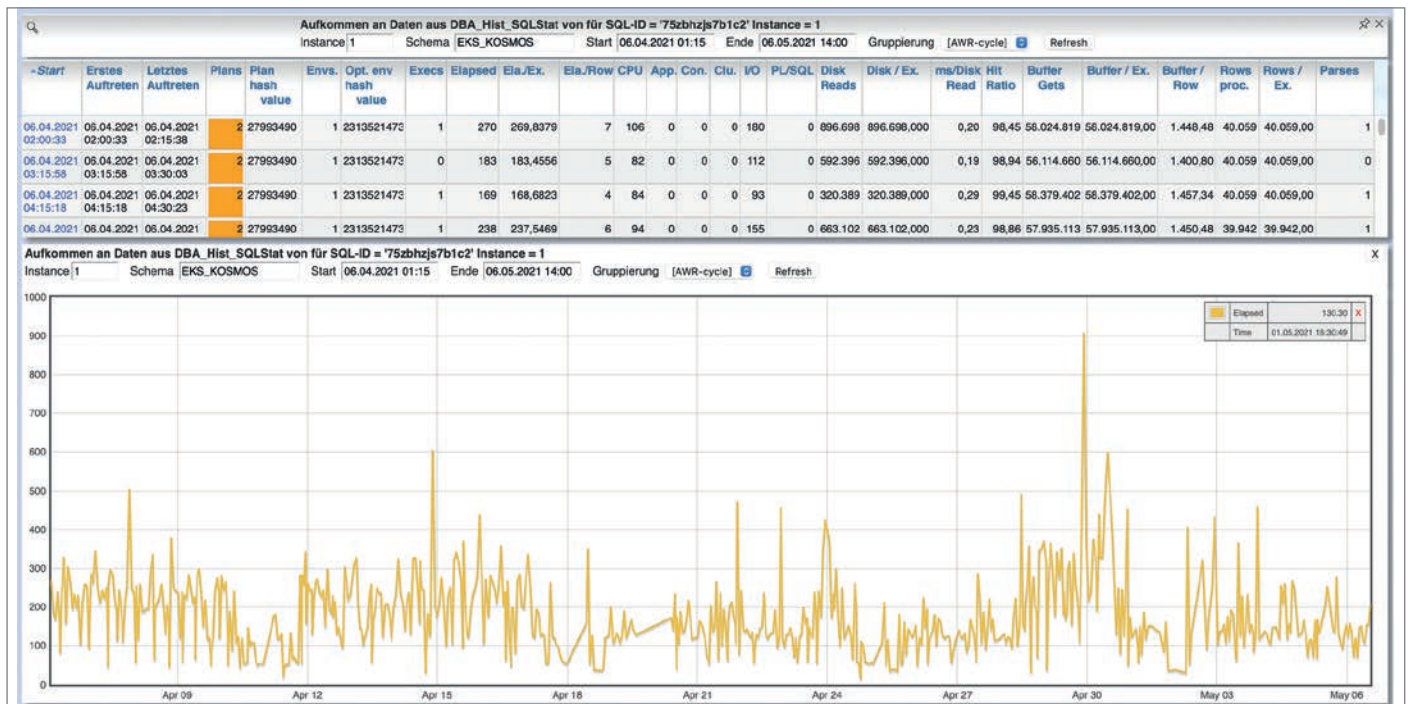 Aufkommen an Daten aus DBA_Hist_SQLStat von für SQL-ID = '75zbhzjs7b1c2' Instance = 1
Instance 1 Schema EKS_KOSMOS Start 06.04.2021 01:15 Ende 06.05.2021 14:00 Gruppierung [AWR-cycle] Refresh
Start Erstes Auftreten Letztes Auftreten Plans Plan hash value Envs. Opt. env hash value Execs Elapsed Ela./Ex. Ela./Row CPU App. Con. Clu. I/O PL/SQL Disk Reads Disk / Ex. ms/Disk Read Hit Ratio Buffer Gets Buffer / Ex. Buffer / Row Rows proc. Rows / Ex. Parses
06.04.2021 02:00:33 06.04.2021 02:00:33 06.04.2021 02:15:38 2 27993490 1 2313521473 1 270 269,8379 7 106 0 0 0 180 0 896.698 896.698,000 0,20 98,45 58.024.819 58.024.819,00 1.448,48 40.059 40.059,00 1
06.04.2021 03:15:58 06.04.2021 03:15:58 06.04.2021 03:30:03 2 27993490 1 2313521473 0 183 183,4556 5 82 0 0 0 112 0 592.396 592.396,000 0,19 98,94 56.114.660 56.114.660,00 1.400,80 40.059 40.059,00 0
06.04.2021 04:15:18 06.04.2021 04:15:18 06.04.2021 04:30:23 2 27993490 1 2313521473 1 169 168,6823 4 84 0 0 0 93 0 320.389 320.389,000 0,29 99,45 58.379.402 58.379.402,00 1.457,34 40.059 40.059,00 1
06.04.2021 06.04.2021 06.04.2021 2 27993490 1 2313521473 1 238 237,5469 6 94 0 0 0 155 0 663.102 663.102,000 0,23 98,86 57.935.113 57.935.113,00 1.450,48 39.942 39.942,00 1
Aufkommen an Daten aus DBA_Hist_SQLStat von für SQL-ID = '75zbhzjs7b1c2' Instance = 1 X
Instance 1 Schema EKS_KOSMOS Start 06.04.2021 01:15 Ende 06.05.2021 14:00 Gruppierung [AWR-cycle] Refresh
1000
Elapsed 130.30 X
Time 01.05.2021 15:30:49
900
800
700
600
500
400
300
200
100
0
Apr 09 Apr 12 Apr 15 Apr 18 Apr 21 Apr 24 Apr 27 Apr 30 May 03 May 06